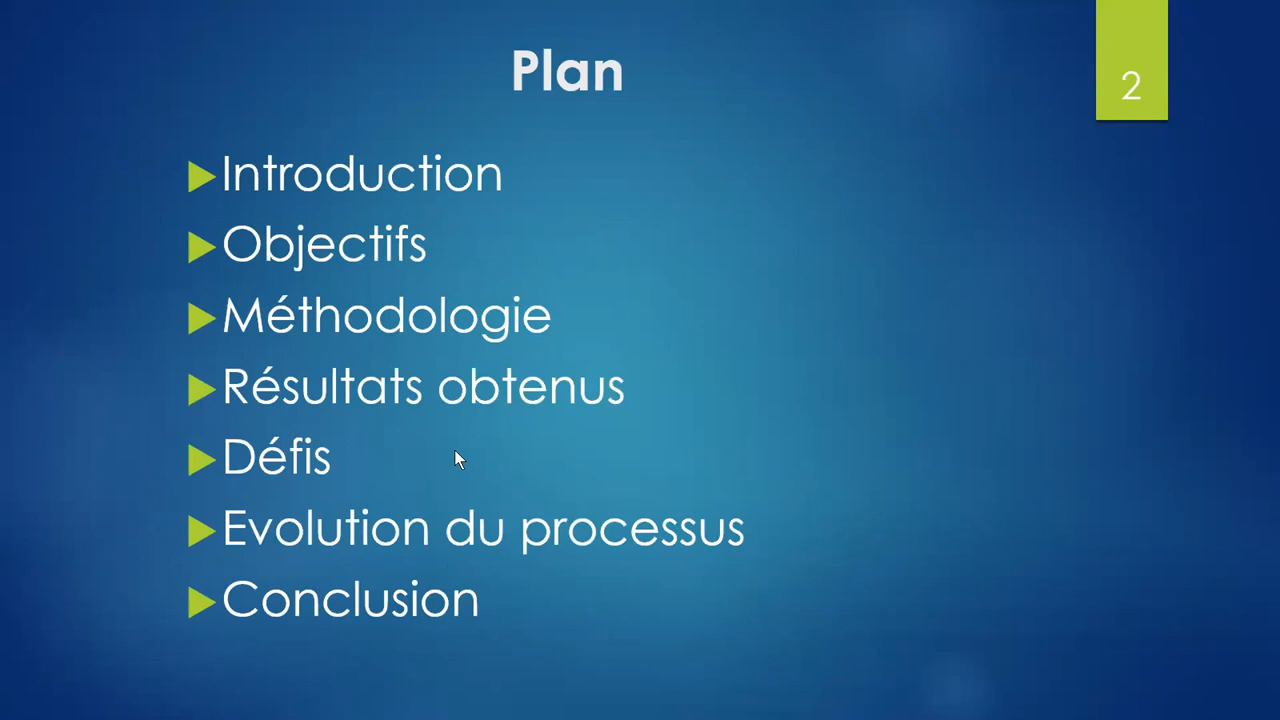 Plan
2
Introduction
Objectifs
Méthodologie
Résultats obtenus
Défis
Evolution du processus
Conclusion